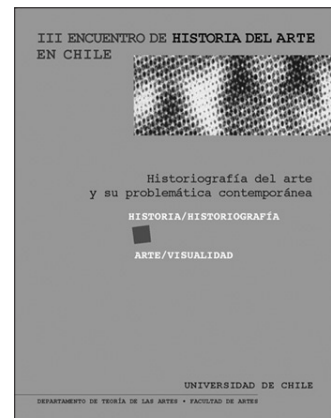 III ENCUENTRO DE HISTORIA DEL ARTE
EN CHILE
Historiografía del arte
y su problemática contemporánea
HISTORIA/HISTORIOGRAFÍA
ARTE/VISUALIDAD
UNIVERSIDAD DE CHILE
DEPARTAMENTO DE TEORÍA DE LAS ARTES • FACULTAD DE ARTES